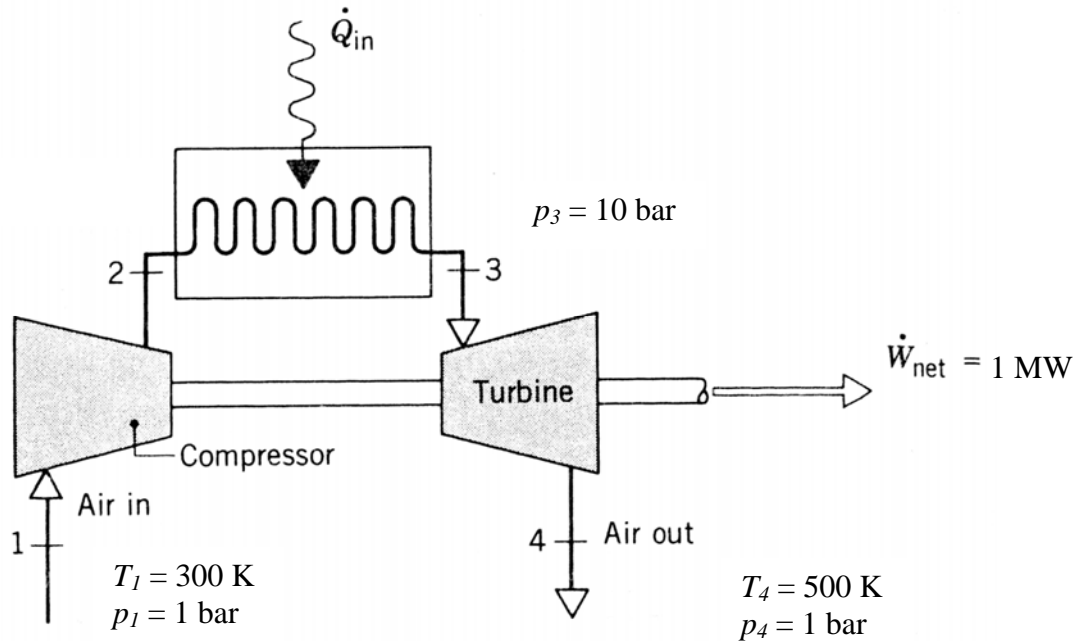 Q̇in
p3 = 10 bar
2
3
Ẇnet = 1 MW
Turbine
Compressor
Air in
1
4
Air out
T1 = 300 K
p1 = 1 bar
T4 = 500 K
p4 = 1 bar